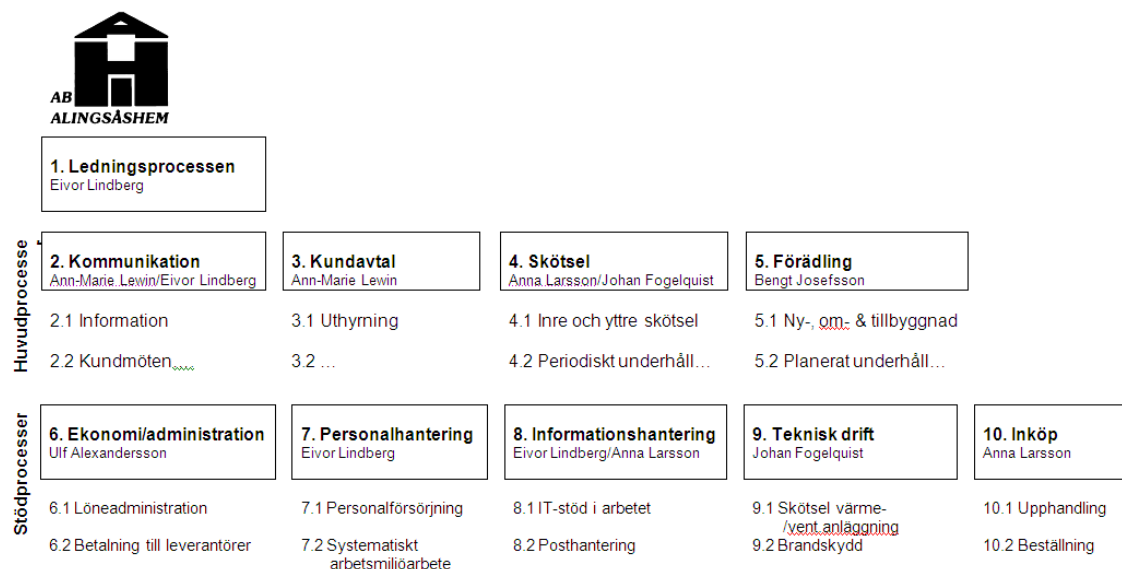 AB
ALINGSÅSHEM
1. Ledningsprocessen
Eivor Lindberg
Huvudprocesse
2. Kommunikation
Ann-Marie Lewin/Eivor Lindberg
2.1 Information
2.2 Kundmöten
3. Kundavtal
Ann-Marie Lewin
3.1 Uthyrning
3.2 ...
4. Skötsel
Anna Larsson/Johan Fogelquist
4.1 Inre och yttre skötsel
4.2 Periodiskt underhåll...
5. Förädling
Bengt Josefsson
5.1 Ny-, om- & tillbyggnad
5.2 Planerat underhåll...
Stödprocesser
6. Ekonomi/administration
Ulf Alexandersson
6.1 Löneadministration
6.2 Betalning till leverantörer
7. Personalhantering
Eivor Lindberg
7.1 Personalförsörjning
7.2 Systematiskt
arbetsmiljöarbete
8. Informationshantering
Eivor Lindberg/Anna Larsson
8.1 IT-stöd i arbetet
8.2 Posthantering
9. Teknisk drift
Johan Fogelquist
9.1 Skötsel värme-
/vent.anläggning
9.2 Brandskydd
10. Inköp
Anna Larsson
10.1 Upphandling
10.2 Beställning